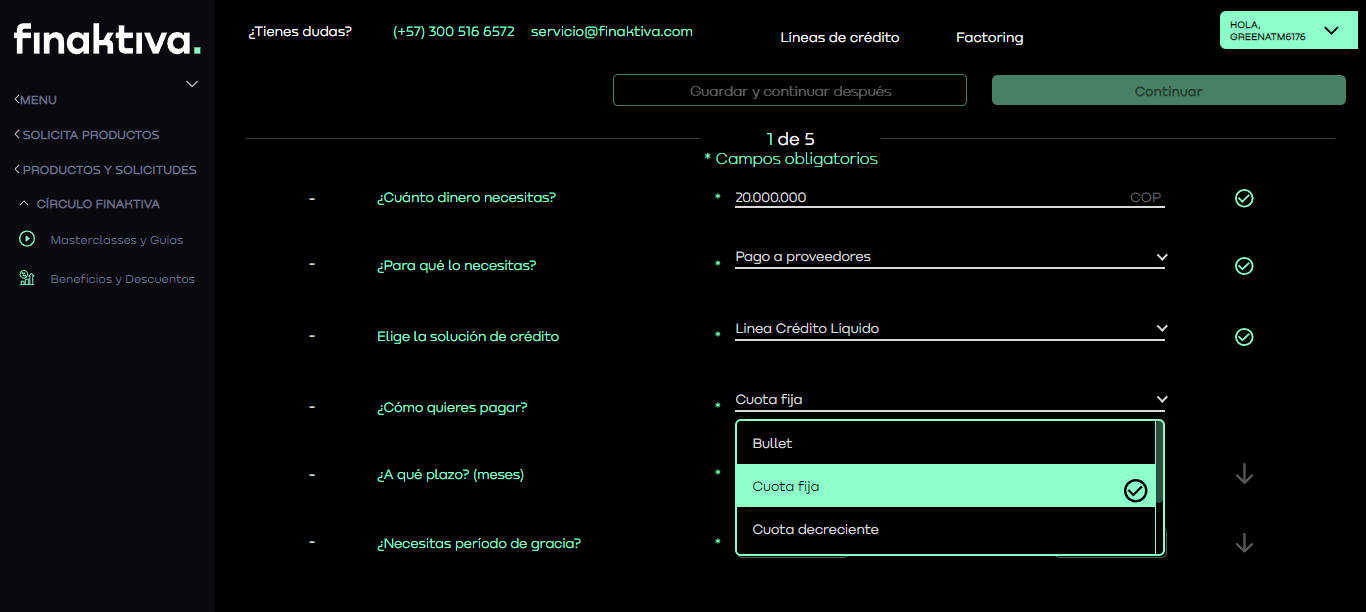 finaktiva.
¿Tienes dudas?
(+57) 300 516 6572
servicio@finaktiva.com
Líneas de crédito
Factoring
HOLA,
GREENATM6176
MENU
SOLICITA PRODUCTOS
PRODUCTOS Y SOLICITUDES
CÍRCULO FINAKTIVA
Masterclasses y Guías
Beneficios y Descuentos
Guardar y continuar después
Continuar
1 de 5
* Campos obligatorios
- ¿Cuánto dinero necesitas? * 20.000.000 COP
- ¿Para qué lo necesitas? * Pago a proveedores
- Elige la solución de crédito * Linea Crédito Líquido
- ¿Cómo quieres pagar? * Cuota fija
Bullet
Cuota fija
Cuota decreciente
- ¿A qué plazo? (meses) *
- ¿Necesitas período de gracia? *